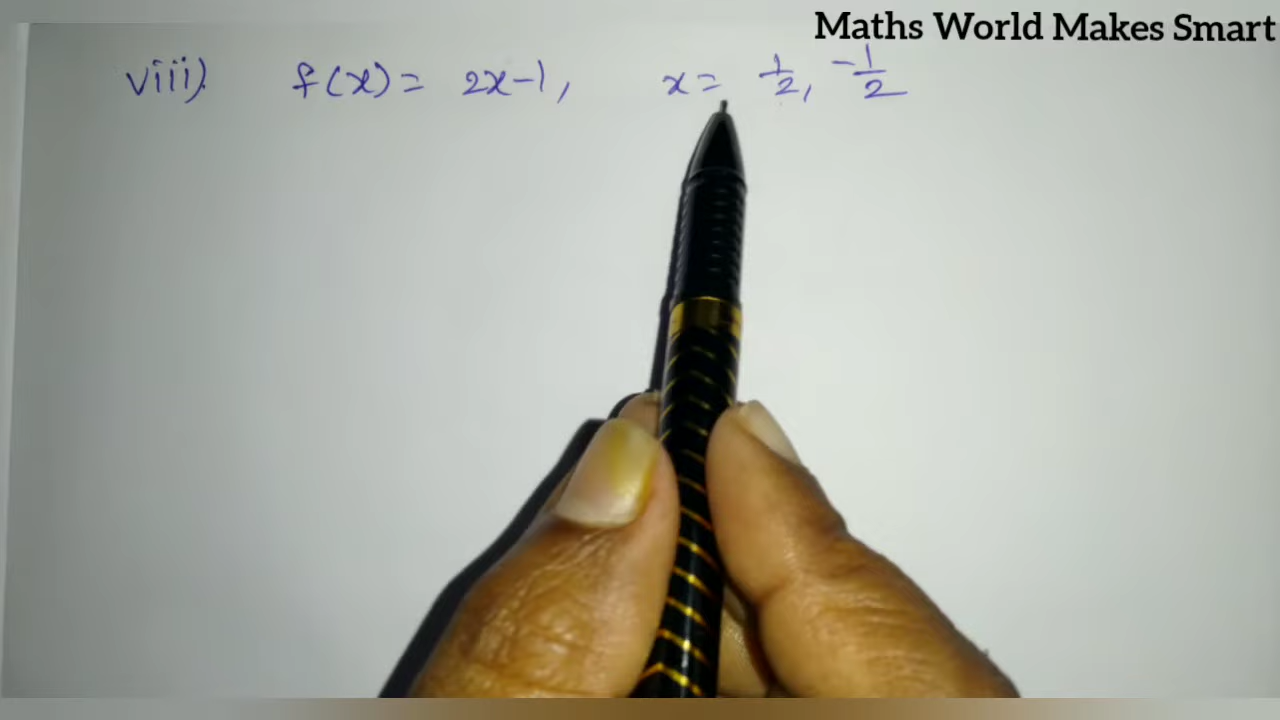 Maths World Makes Smart
viii). f(x) = 2x-1, x = 1/2, -1/2